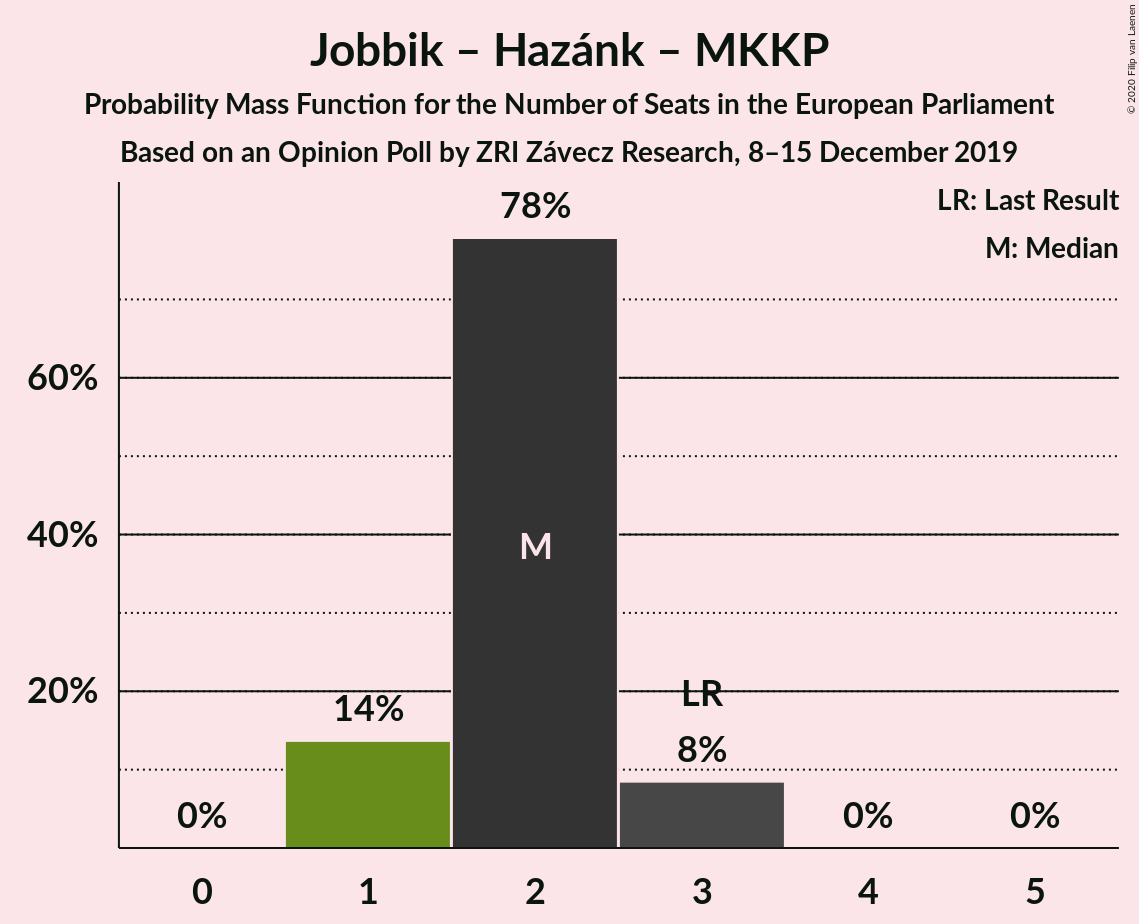 Jobbik – Hazánk – MKKP
Probability Mass Function for the Number of Seats in the European Parliament
Based on an Opinion Poll by ZRI Závecz Research, 8–15 December 2019
© 2020 Filip van Laenen
LR: Last Result
M: Median
78%
60%
40%
M
20%
LR
14%
8%
0%
0%
0%
0 1 2 3 4 5